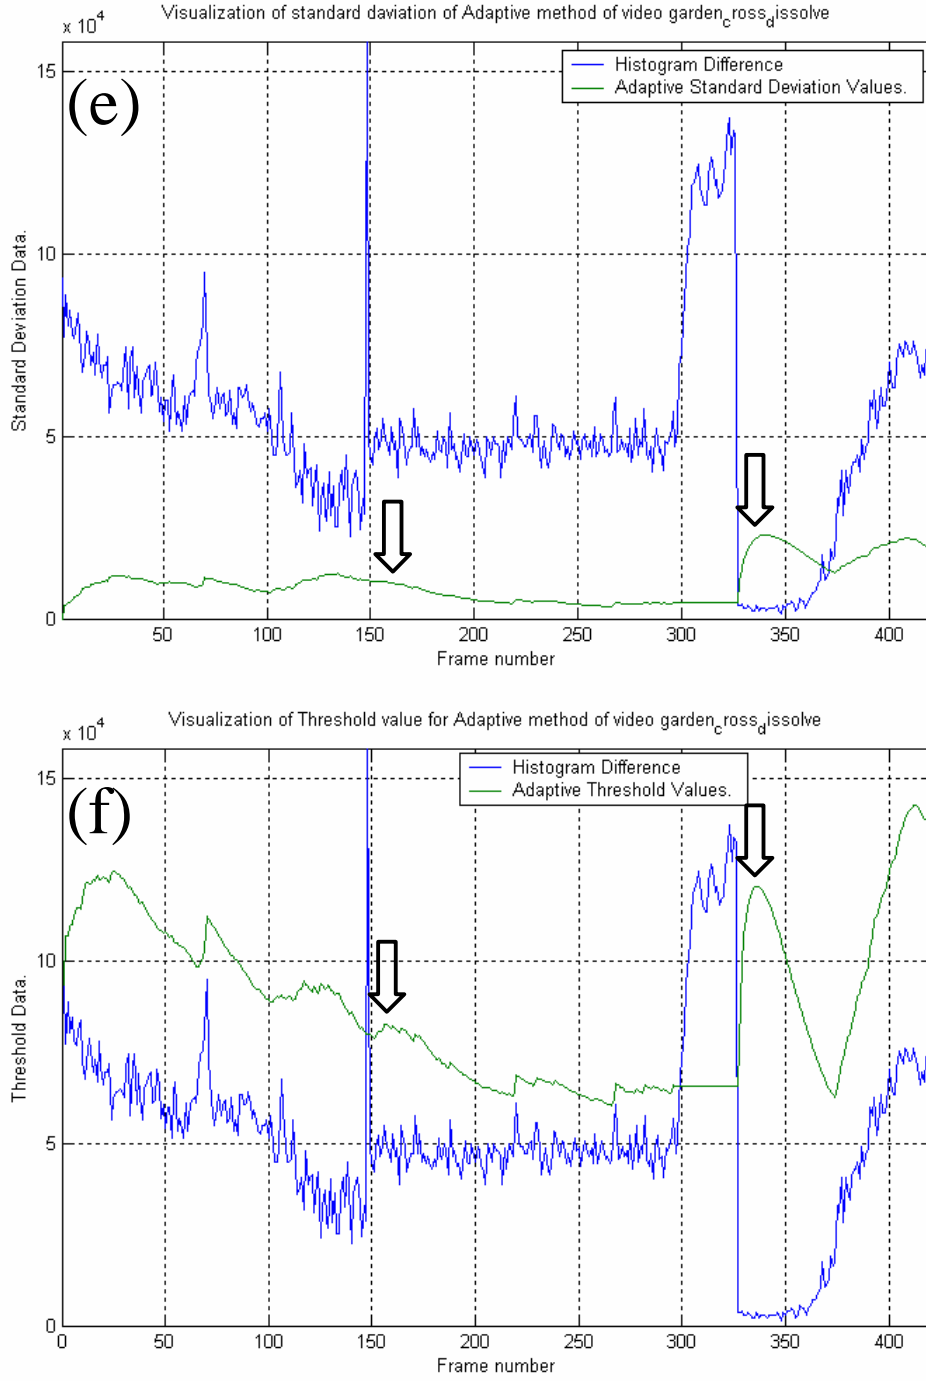 Visualization of standard daviation of Adaptive method of video garden_cross_dissolve
x 10^4
(e)
Histogram Difference
Adaptive Standard Deviation Values.
15
10
5
0
Standard Deviation Data.
50 100 150 200 250 300 350 400
Frame number
Visualization of Threshold value for Adaptive method of video garden_cross_dissolve
x 10^4
(f)
Histogram Difference
Adaptive Threshold Values.
15
10
5
0
Threshold Data.
0 50 100 150 200 250 300 350 400
Frame number